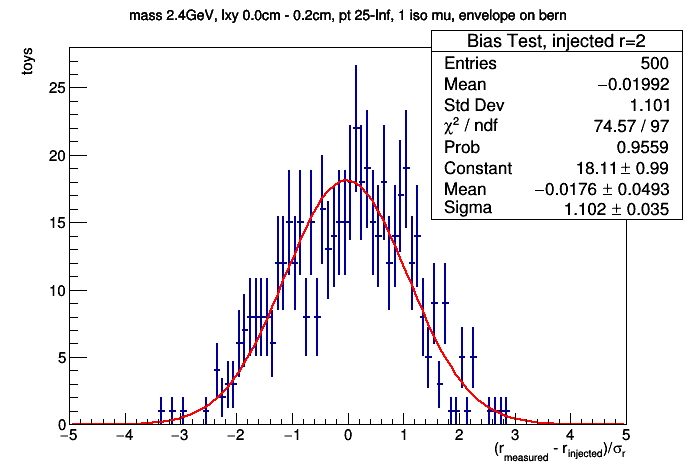 mass 2.4GeV, lxy 0.0cm - 0.2cm, pt 25-Inf, 1 iso mu, envelope on bern
Bias Test, injected r=2
Entries 500
Mean −0.01992
Std Dev 1.101
χ² / ndf 74.57 / 97
Prob 0.9559
Constant 18.11 ± 0.99
Mean −0.0176 ± 0.0493
Sigma 1.102 ± 0.035
toys
25
20
15
10
5
0
−5 −4 −3 −2 −1 0 1 2 3 4 5
(r_measured - r_injected)/σ_r